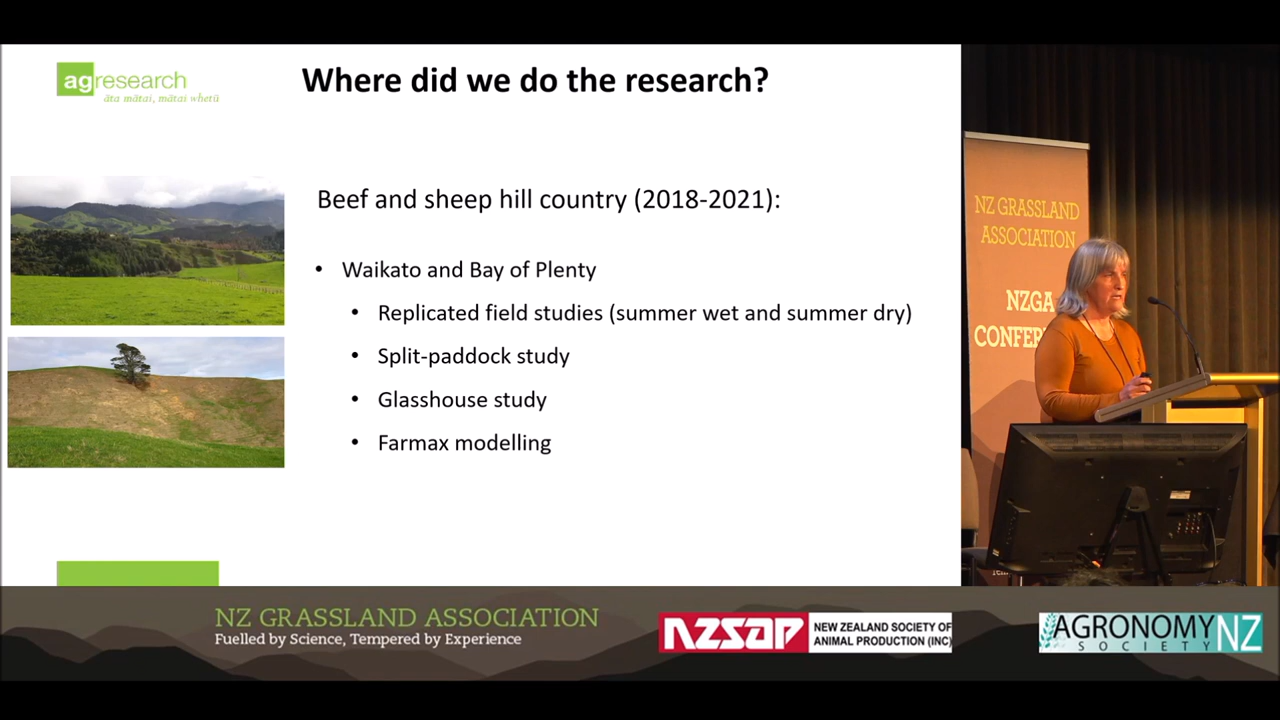 agresearch
āta mātai, mātai whetū
Where did we do the research?
Beef and sheep hill country (2018-2021):
• Waikato and Bay of Plenty
• Replicated field studies (summer wet and summer dry)
• Split-paddock study
• Glasshouse study
• Farmax modelling
NZ GRASSLAND
ASSOCIATION
NZGA
CONFER
NZ GRASSLAND ASSOCIATION
Fuelled by Science, Tempered by Experience
NZSAP
NEW ZEALAND SOCIETY OF
ANIMAL PRODUCTION (INC)
AGRONOMY NZ
SOCIETY